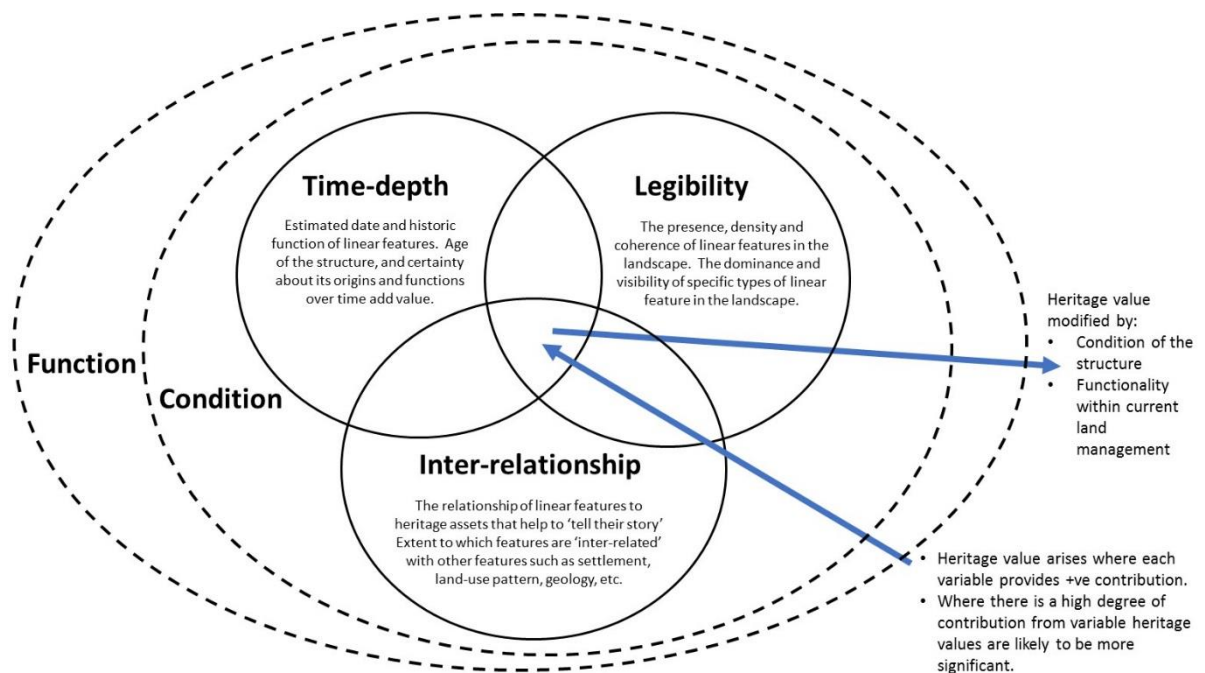 Time-depth
Estimated date and historic
function of linear features.  Age
of the structure, and certainty
about its origins and functions
over time add value.
Legibility
The presence, density and
coherence of linear features in the
landscape.  The dominance and
visibility of specific types of linear
feature in the landscape.
Function
Condition
Inter-relationship
The relationship of linear features to
heritage assets that help to ‘tell their story’
Extent to which features are ‘inter-related’
with other features such as settlement,
land-use pattern, geology, etc.
Heritage value
modified by:
• Condition of the
structure
• Functionality
within current
land
management
• Heritage value arises where each
variable provides +ve contribution.
• Where there is a high degree of
contribution from variable heritage
values are likely to be more
significant.